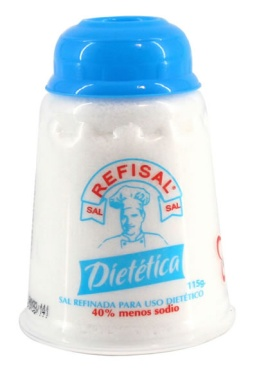 REFISAL®
SAL SAL
Dietética
115g.
SAL REFINADA PARA USO DIETÉTICO
40% menos sodio